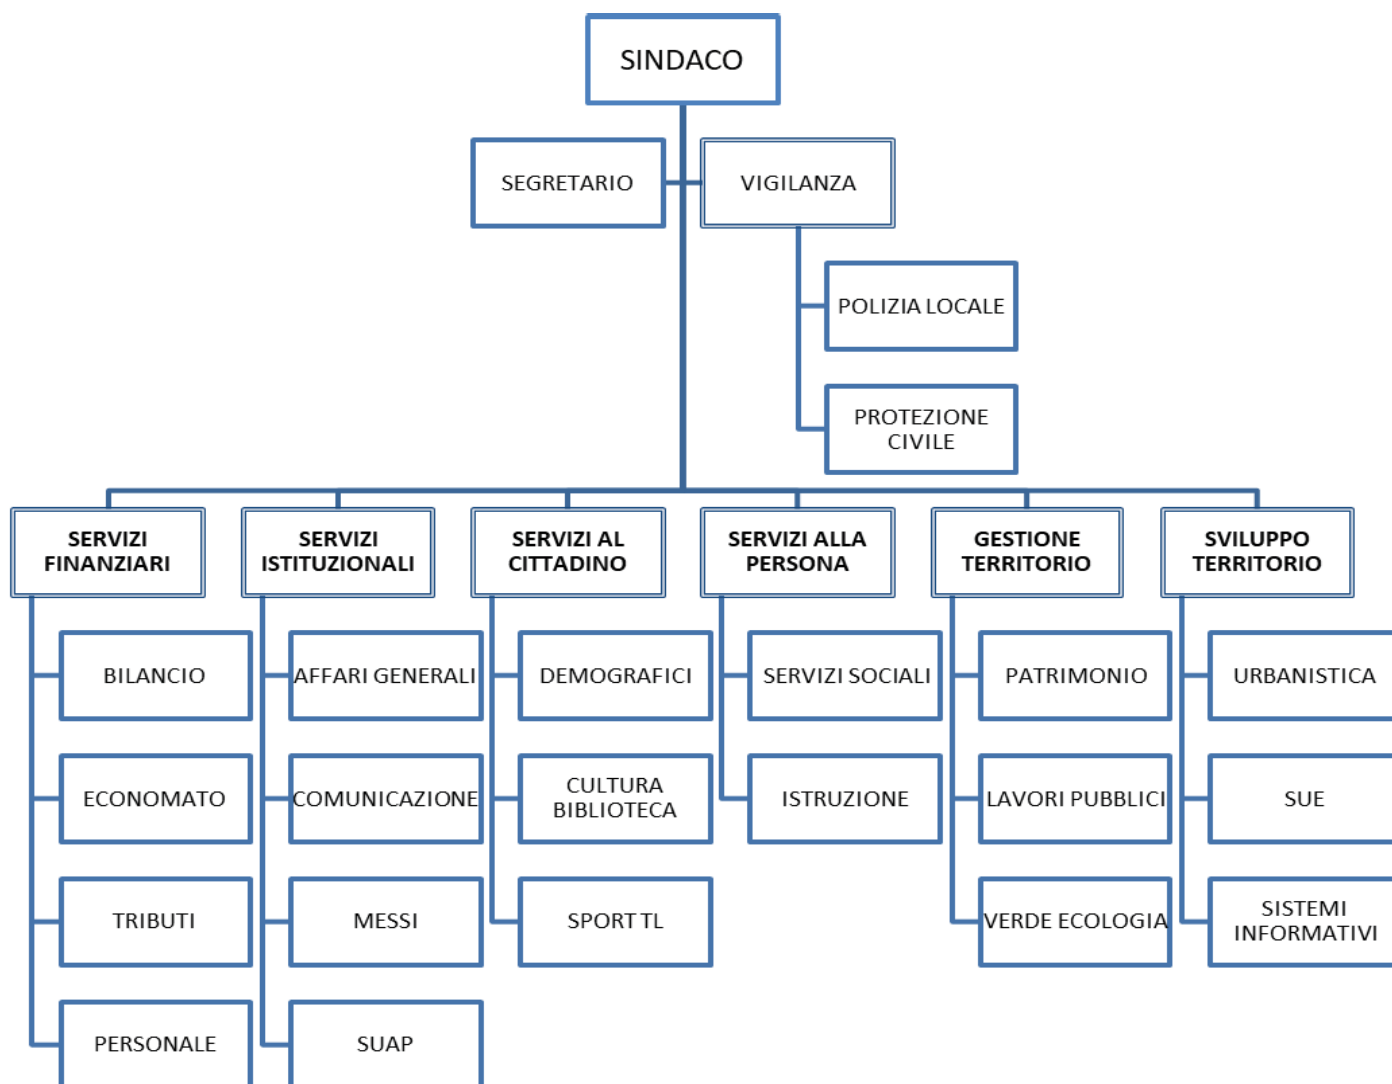 SINDACO
SEGRETARIO
VIGILANZA
POLIZIA LOCALE
PROTEZIONE
CIVILE
SERVIZI
FINANZIARI
SERVIZI
ISTITUZIONALI
SERVIZI AL
CITTADINO
SERVIZI ALLA
PERSONA
GESTIONE
TERRITORIO
SVILUPPO
TERRITORIO
BILANCIO
AFFARI GENERALI
DEMOGRAFICI
SERVIZI SOCIALI
PATRIMONIO
URBANISTICA
ECONOMATO
COMUNICAZIONE
CULTURA
BIBLIOTECA
ISTRUZIONE
LAVORI PUBBLICI
SUE
TRIBUTI
MESSI
SPORT TL
VERDE ECOLOGIA
SISTEMI
INFORMATIVI
PERSONALE
SUAP